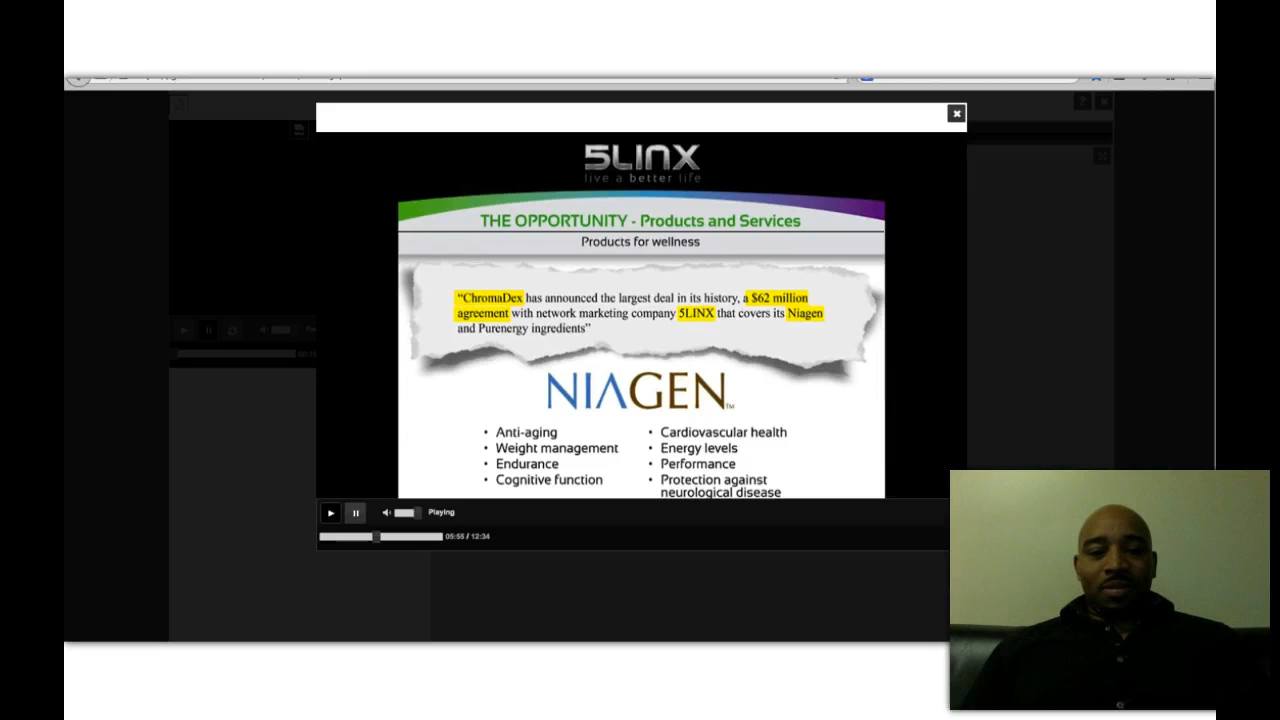 5LINX
live a better life
THE OPPORTUNITY - Products and Services
Products for wellness
“ChromaDex has announced the largest deal in its history, a $62 million
agreement with network marketing company 5LINX that covers its Niagen
and Purenergy ingredients”
NIAGEN™
• Anti-aging
• Weight management
• Endurance
• Cognitive function
• Cardiovascular health
• Energy levels
• Performance
• Protection against
neurological disease
Playing
05:55 / 12:34